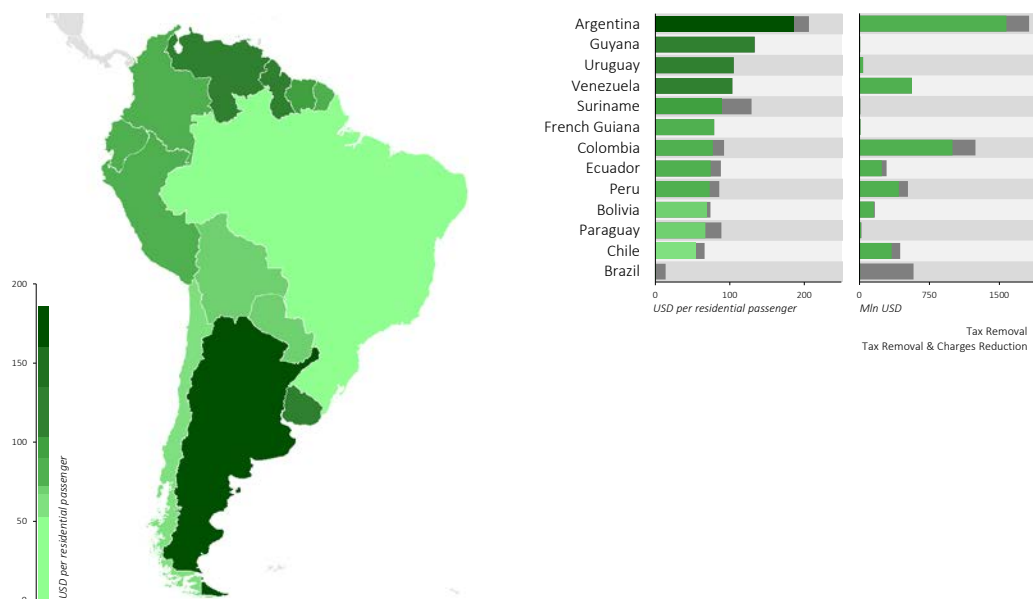 Argentina
Guyana
Uruguay
Venezuela
Suriname
French Guiana
Colombia
Ecuador
Peru
Bolivia
Paraguay
Chile
Brazil
0 100 200
USD per residential passenger
0 750 1500
Mln USD
Tax Removal
Tax Removal & Charges Reduction
200
150
100
50
0
USD per residential passenger